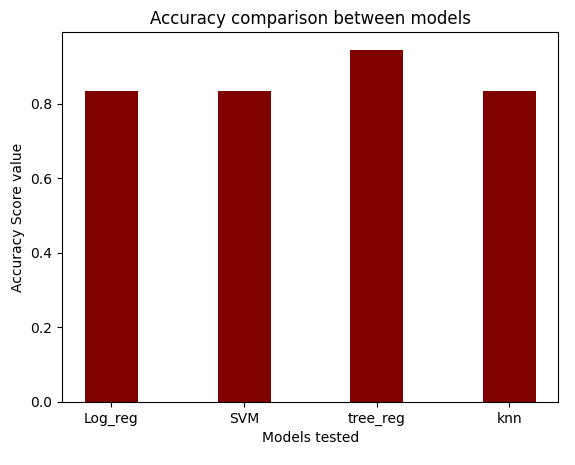 Accuracy comparison between models
Accuracy Score value
0.8
0.6
0.4
0.2
0.0
Log_reg SVM tree_reg knn
Models tested